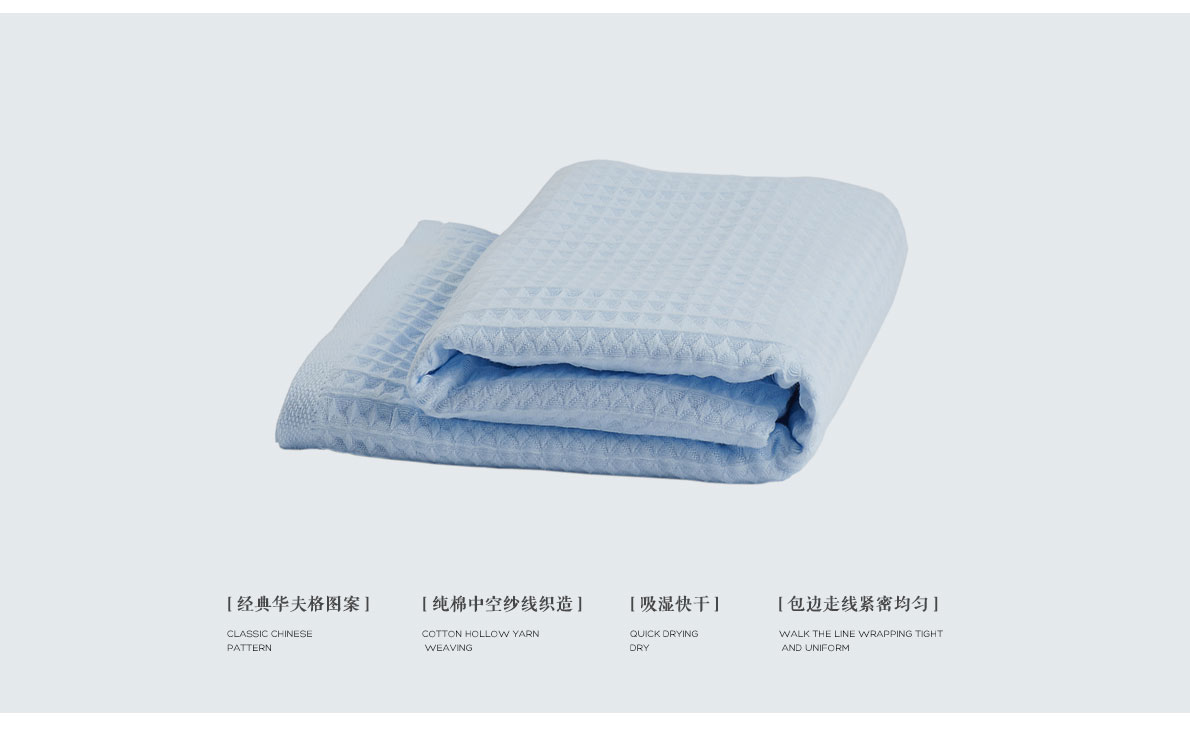 [ 经典华夫格图案 ]
CLASSIC CHINESE
PATTERN
[ 纯棉中空纱线织造 ]
COTTON HOLLOW YARN
WEAVING
[ 吸湿快干 ]
QUICK DRYING
DRY
[ 包边走线紧密均匀 ]
WALK THE LINE WRAPPING TIGHT
AND UNIFORM